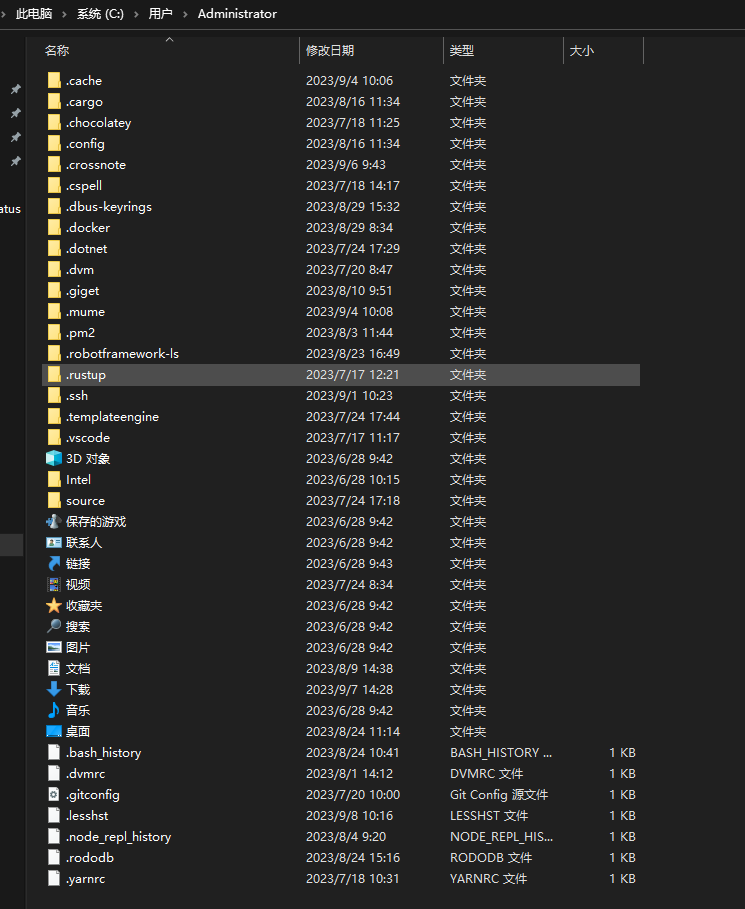 此电脑 系统 (C:) 用户 Administrator
名称 修改日期 类型 大小
.cache 2023/9/4 10:06 文件夹
.cargo 2023/8/16 11:34 文件夹
.chocolatey 2023/7/18 11:25 文件夹
.config 2023/8/16 11:34 文件夹
.crossnote 2023/9/6 9:43 文件夹
.cspell 2023/7/18 14:17 文件夹
atus
.dbus-keyrings 2023/8/29 15:32 文件夹
.docker 2023/8/29 8:34 文件夹
.dotnet 2023/7/24 17:29 文件夹
.dvm 2023/7/20 8:47 文件夹
.giget 2023/8/10 9:51 文件夹
.mume 2023/9/4 10:08 文件夹
.pm2 2023/8/3 11:44 文件夹
.robotframework-ls 2023/8/23 16:49 文件夹
.rustup 2023/7/17 12:21 文件夹
.ssh 2023/9/1 10:23 文件夹
.templateengine 2023/7/24 17:44 文件夹
.vscode 2023/7/17 11:17 文件夹
3D 对象 2023/6/28 9:42 文件夹
Intel 2023/6/28 10:15 文件夹
source 2023/7/24 17:18 文件夹
保存的游戏 2023/6/28 9:42 文件夹
联系人 2023/6/28 9:42 文件夹
链接 2023/6/28 9:43 文件夹
视频 2023/7/24 8:34 文件夹
收藏夹 2023/6/28 9:42 文件夹
搜索 2023/6/28 9:42 文件夹
图片 2023/6/28 9:42 文件夹
文档 2023/8/9 14:38 文件夹
下载 2023/9/7 14:28 文件夹
音乐 2023/6/28 9:42 文件夹
桌面 2023/8/24 11:14 文件夹
.bash_history 2023/8/24 10:41 BASH_HISTORY ... 1 KB
.dvmrc 2023/8/1 14:12 DVMRC 文件 1 KB
.gitconfig 2023/7/20 10:00 Git Config 源文件 1 KB
.lesshst 2023/9/8 10:16 LESSHST 文件 1 KB
.node_repl_history 2023/8/4 9:20 NODE_REPL_HIS... 1 KB
.rododb 2023/8/24 15:16 RODODB 文件 1 KB
.yarnrc 2023/7/18 10:31 YARNRC 文件 1 KB